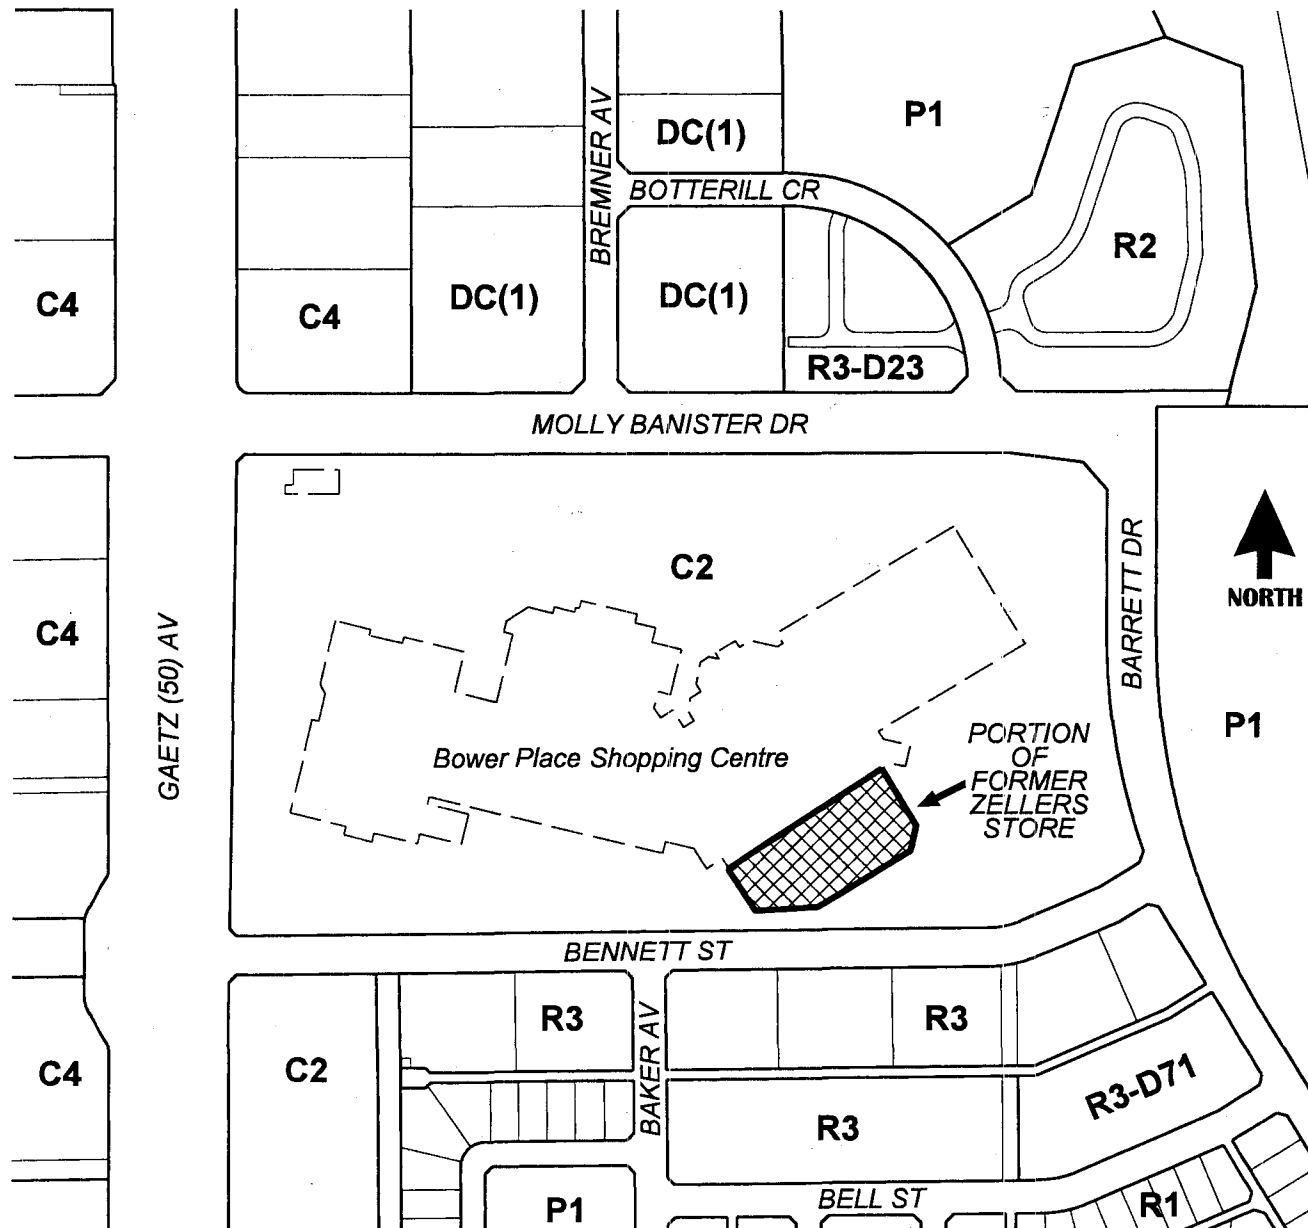 P1
DC(1)
BREMNER AV
BOTTERILL CR
R2
C4
C4
DC(1)
DC(1)
R3-D23
MOLLY BANISTER DR
C2
BARRETT DR
NORTH
C4
GAETZ (50) AV
P1
Bower Place Shopping Centre
PORTION
OF
FORMER
ZELLERS
STORE
BENNETT ST
R3
BAKER AV
R3
C4
C2
R3-D71
R3
P1
BELL ST
R1